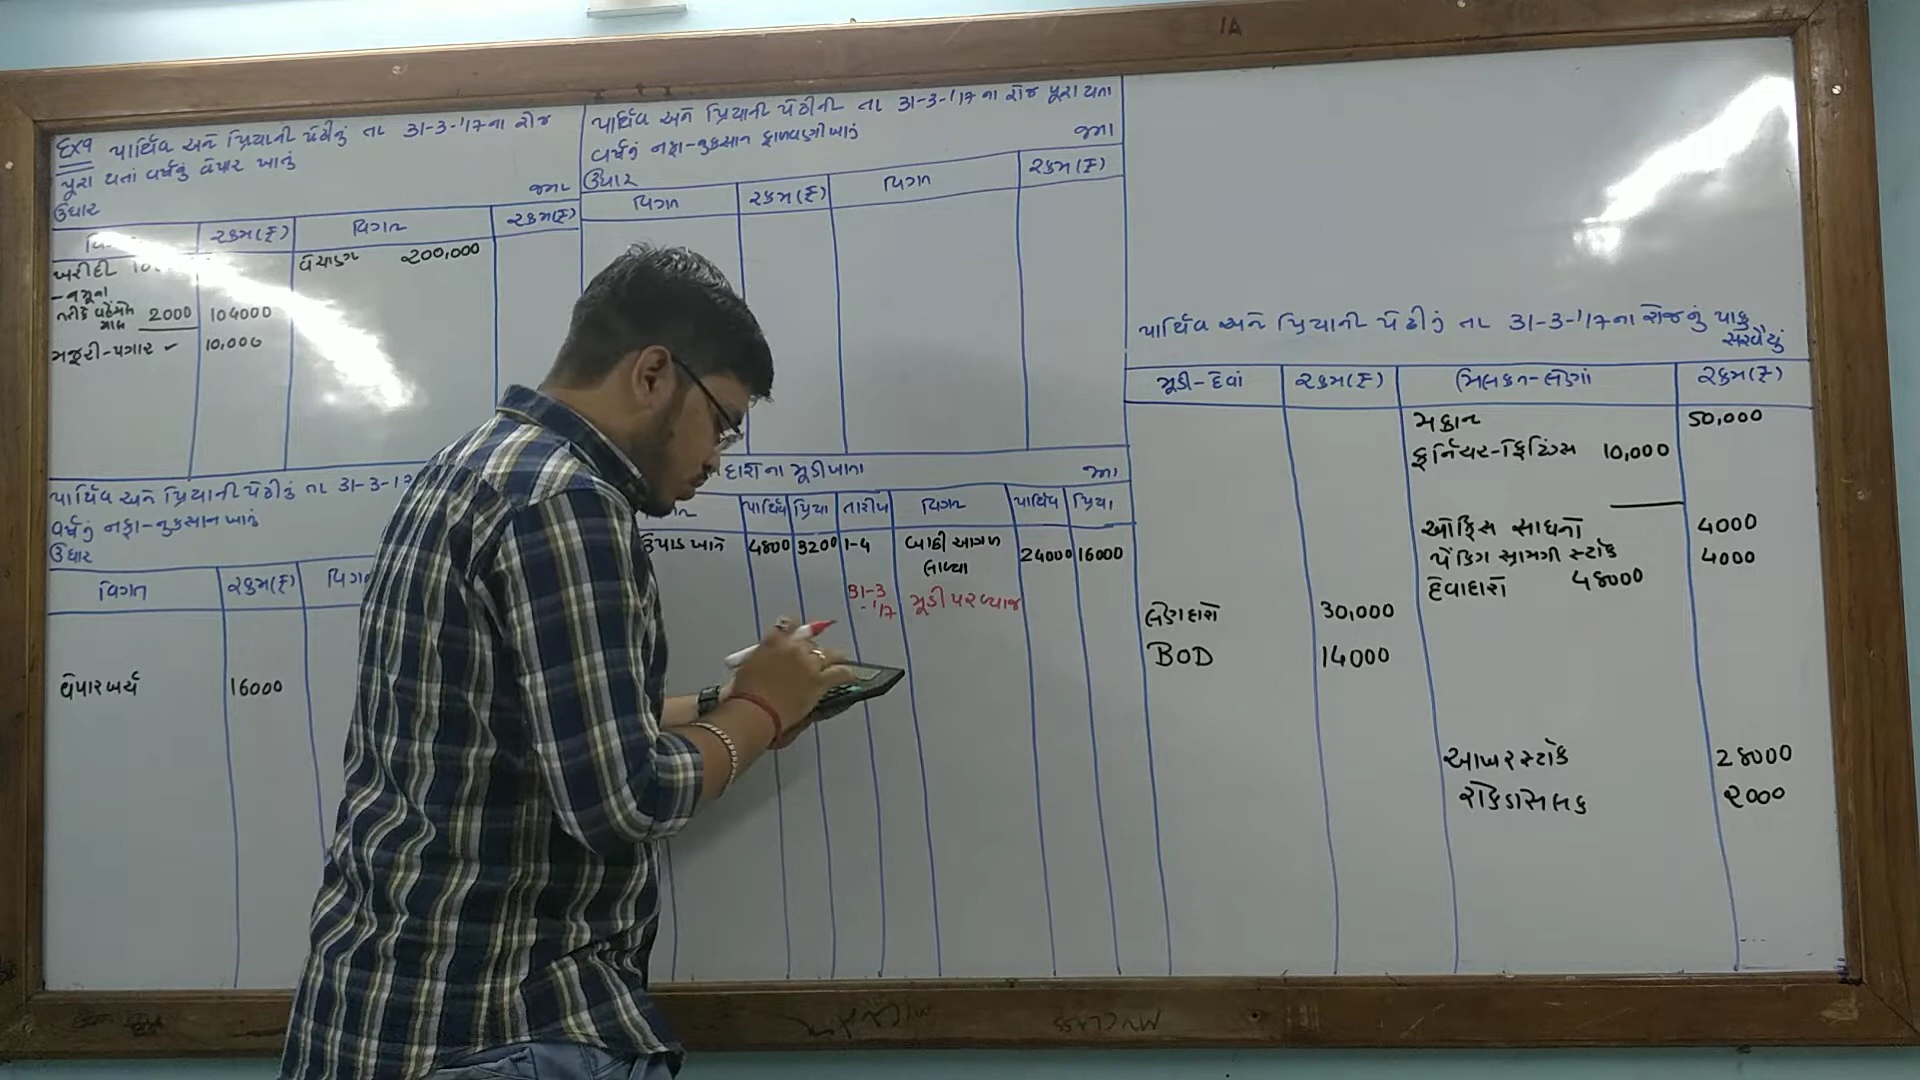 EX1 પાર્થિવ અને પ્રિયાની પેઢીનું તા 31-3-'17ના રોજ
પૂરા થતાં વર્ષનું વેપાર ખાતું
ઉધાર જમા
રકમ(₹) વિગત રકમ(₹)
ખરીદી વેચાણ 200,000
- નમૂના
તરીકે વહેંચેલ
માલ 2000 104000
મજૂરી-પગાર 10,000
પાર્થિવ અને પ્રિયાની પેઢીની તા 31-3-'17ના રોજ પૂરા થતા
વર્ષનું નફા-નુકસાન ફાળવણી ખાતું
ઉધાર જમા
વિગત રકમ(₹) વિગત રકમ(₹)
પાર્થિવ અને પ્રિયાની પેઢીનું તા 31-3-'17
વર્ષનું નફા-નુકસાન ખાતું
ઉધાર
વિગત રકમ(₹)
વેપાર ખર્ચ 16000
ના મૂડીખાતા
જમા
પાર્થિવ પ્રિયા તારીખ વિગત પાર્થિવ પ્રિયા
ઉપાડ ખાતે 4800 3200 1-4 બાકી આગળ 24000 16000
લાવ્યા
31-3-'17 મૂડી પર વ્યાજ
પાર્થિવ અને પ્રિયાની પેઢીનું તા 31-3-'17ના રોજનું પાકું
સરવૈયું
મૂડી-દેવાં રકમ(₹) મિલકત-લેણાં રકમ(₹)
મકાન 50,000
ફર્નિચર-ફિટિંગ્સ 10,000
ઓફિસ સાધનો 4000
પેકિંગ સામગ્રી સ્ટોક 4000
દેવાદારો 48000
લેણદારો 30,000
BOD 14000
આખર સ્ટોક 28000
રોકડ સિલક 2000